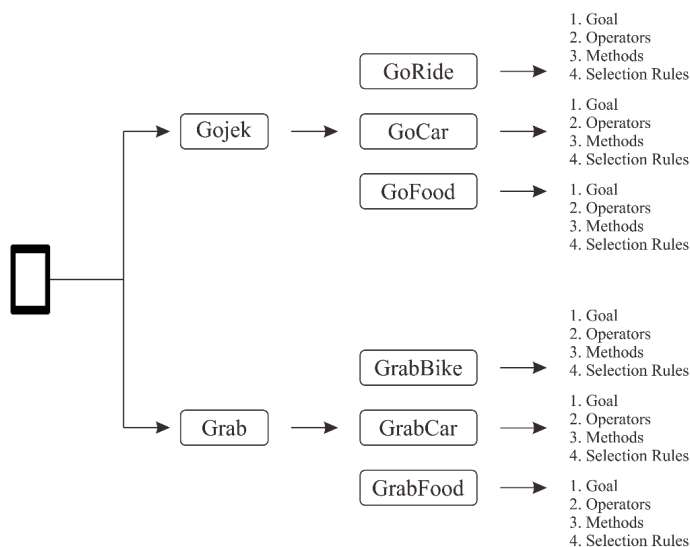 1. Goal
2. Operators
3. Methods
4. Selection Rules
GoRide
Gojek
GoCar
1. Goal
2. Operators
3. Methods
4. Selection Rules
GoFood
1. Goal
2. Operators
3. Methods
4. Selection Rules
1. Goal
2. Operators
3. Methods
4. Selection Rules
GrabBike
Grab
GrabCar
1. Goal
2. Operators
3. Methods
4. Selection Rules
GrabFood
1. Goal
2. Operators
3. Methods
4. Selection Rules